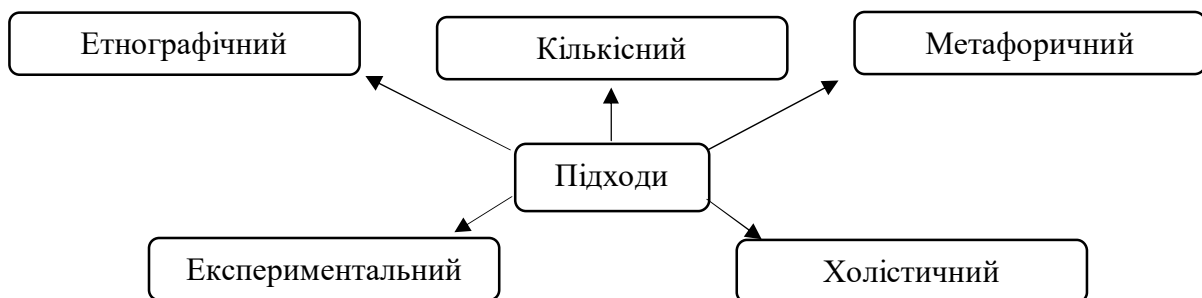 Етнографічний
Кількісний
Метафоричний
Підходи
Експериментальний
Холістичний